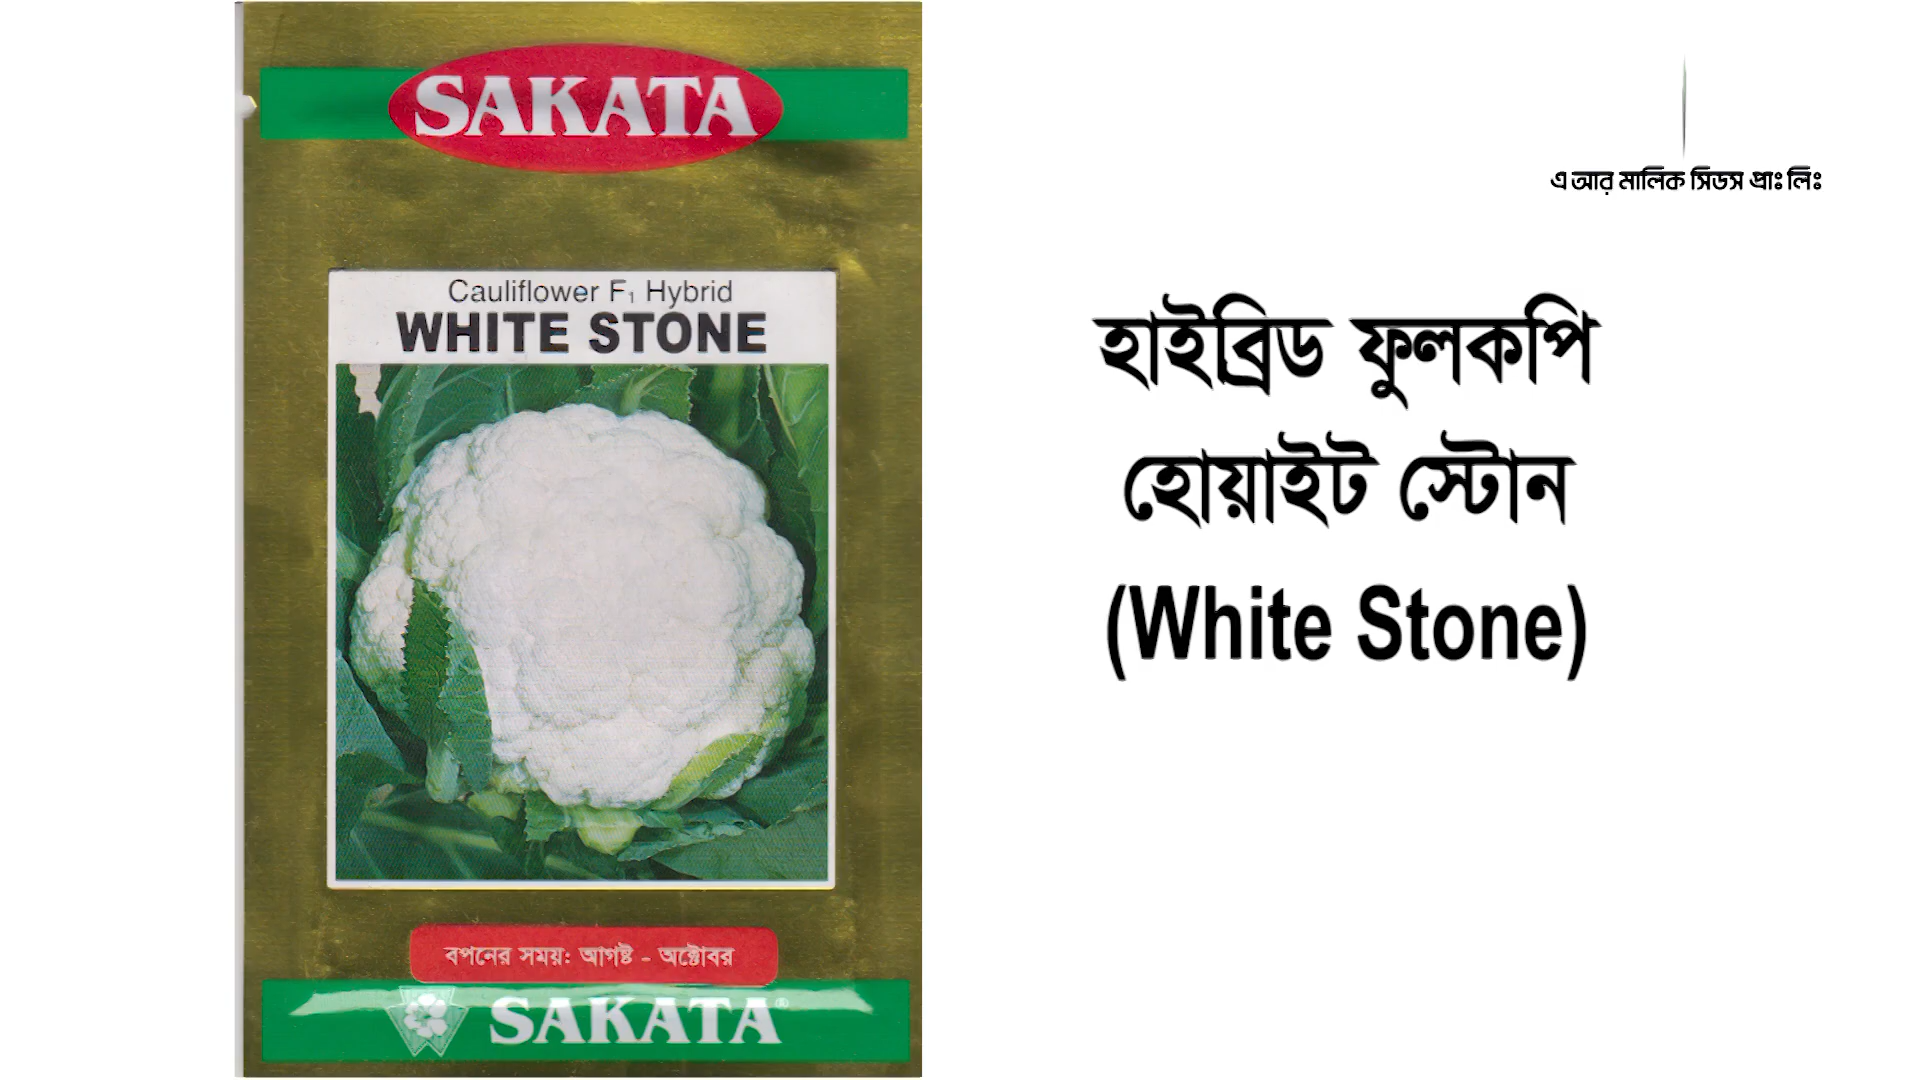 SAKATA
Cauliflower F1 Hybrid
WHITE STONE
বপনের সময়: আগষ্ট - অক্টোবর
SAKATA®
এ আর মালিক সিডস প্রাঃ লিঃ
হাইব্রিড ফুলকপি
হোয়াইট স্টোন
(White Stone)